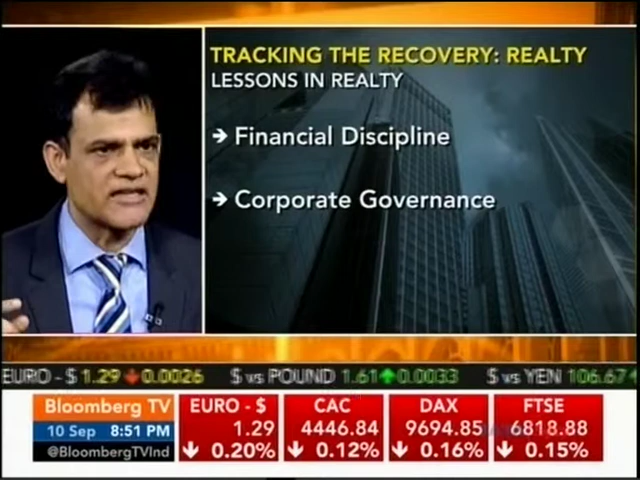 TRACKING THE RECOVERY: REALTY
LESSONS IN REALTY
→ Financial Discipline
→ Corporate Governance
EURO - $ 1.29 ↓ 0.0026 $ vs POUND 1.61 ↑ 0.0033 $ vs YEN 106.67
Bloomberg TV
10 Sep 8:51 PM
@BloombergTVInd
EURO - $
1.29
↓ 0.20%
CAC
4446.84
↓ 0.12%
DAX
9694.85
↓ 0.16%
FTSE
6818.88
↓ 0.15%